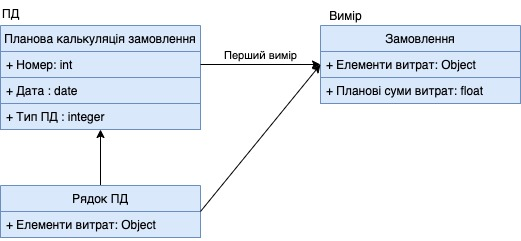 ПД
Вимір
Планова калькуляція замовлення
Замовлення
Перший вимір
+ Номер: int
+ Елементи витрат: Object
+ Дата : date
+ Планові суми витрат: float
+ Тип ПД : integer
Рядок ПД
+ Елементи витрат: Object